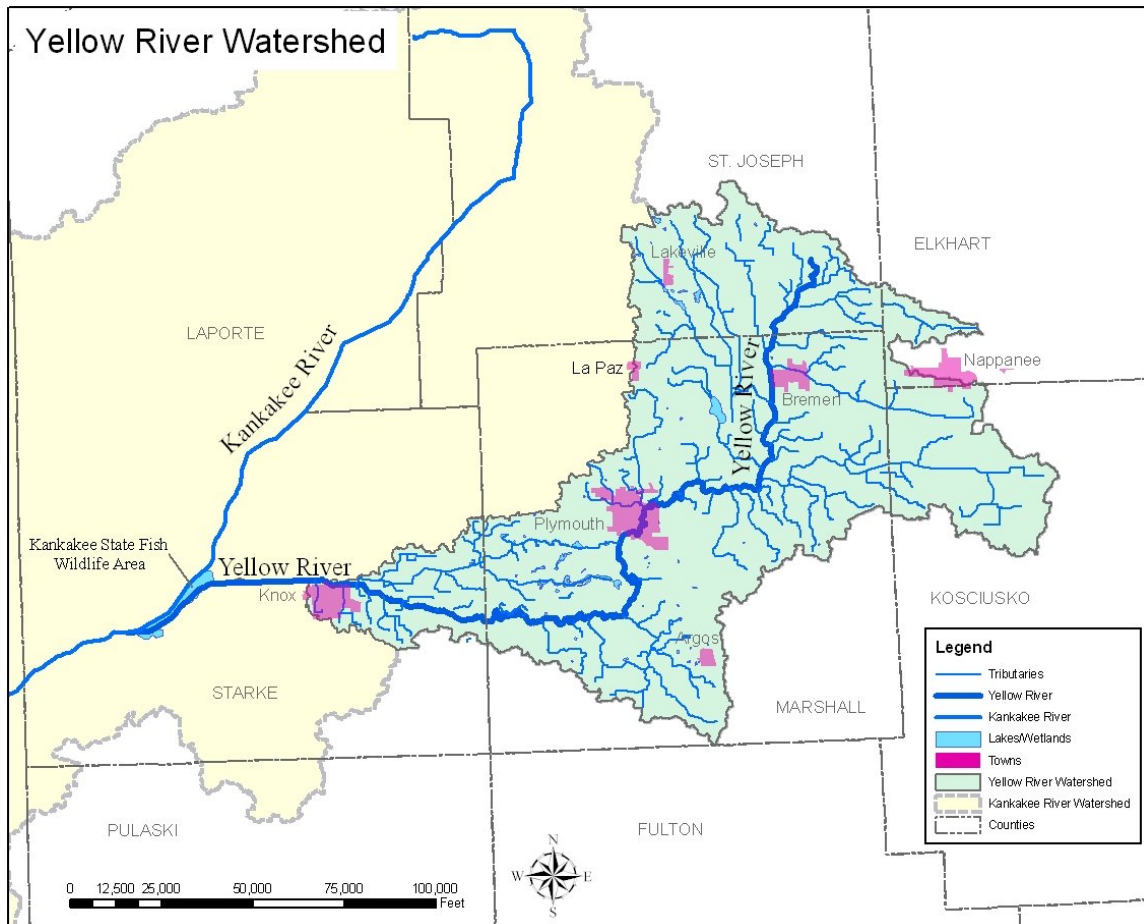 Yellow River Watershed
ST. JOSEPH
ELKHART
Lakeville
LAPORTE
Kankakee River
La Paz
Yellow River
Nappanee
Bremen
Plymouth
Kankakee State Fish
Wildlife Area
Yellow River
Knox
KOSCIUSKO
Argos
STARKE
MARSHALL
Legend
Tributaries
Yellow River
Kankakee River
Lakes/Wetlands
Towns
Yellow River Watershed
Kankakee River Watershed
Counties
PULASKI
FULTON
N
W E
S
0 12,500 25,000 50,000 75,000 100,000
Feet